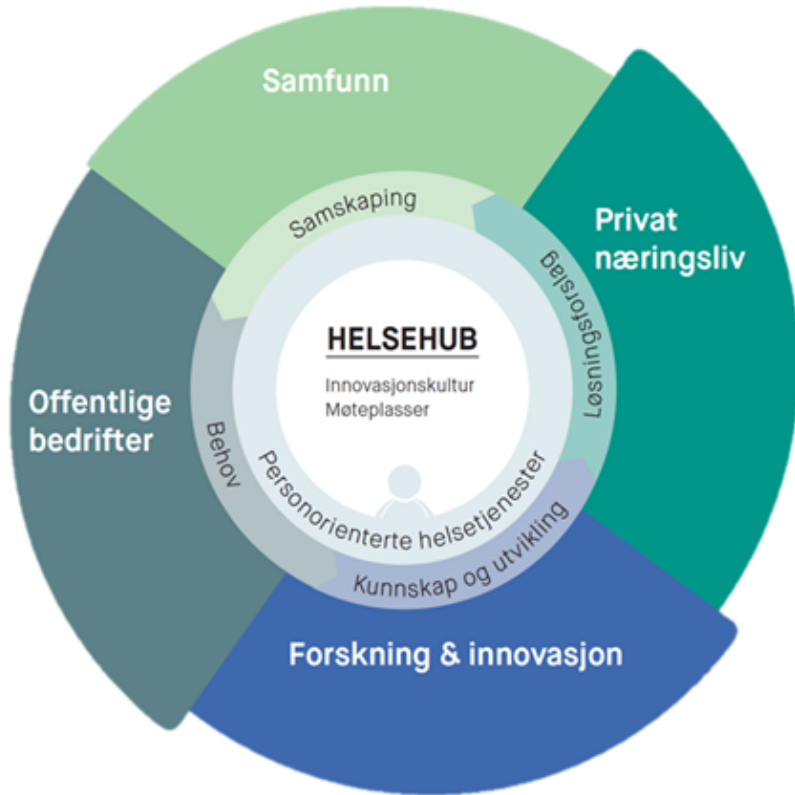 Samfunn
Privat
næringsliv
Samskaping
Løsningsforslag
HELSEHUB
Innovasjonskultur
Møteplasser
Offentlige
bedrifter
Behov
Personorienterte helsetjenester
Kunnskap og utvikling
Forskning & innovasjon